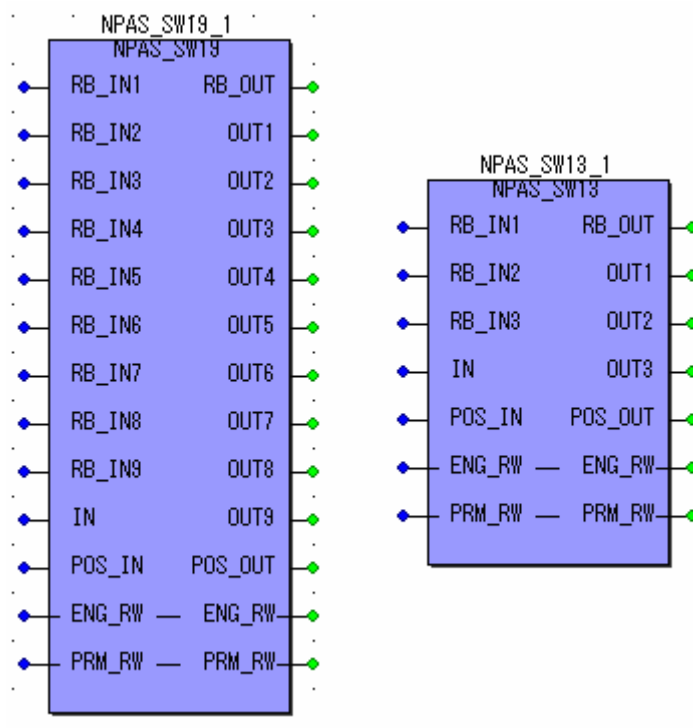 NPAS_SW19_1
NPAS_SW19
RB_IN1 RB_OUT
RB_IN2 OUT1
RB_IN3 OUT2
RB_IN4 OUT3
RB_IN5 OUT4
RB_IN6 OUT5
RB_IN7 OUT6
RB_IN8 OUT7
RB_IN9 OUT8
IN OUT9
POS_IN POS_OUT
ENG_RW — ENG_RW
PRM_RW — PRM_RW
NPAS_SW13_1
NPAS_SW13
RB_IN1 RB_OUT
RB_IN2 OUT1
RB_IN3 OUT2
IN OUT3
POS_IN POS_OUT
ENG_RW — ENG_RW
PRM_RW — PRM_RW